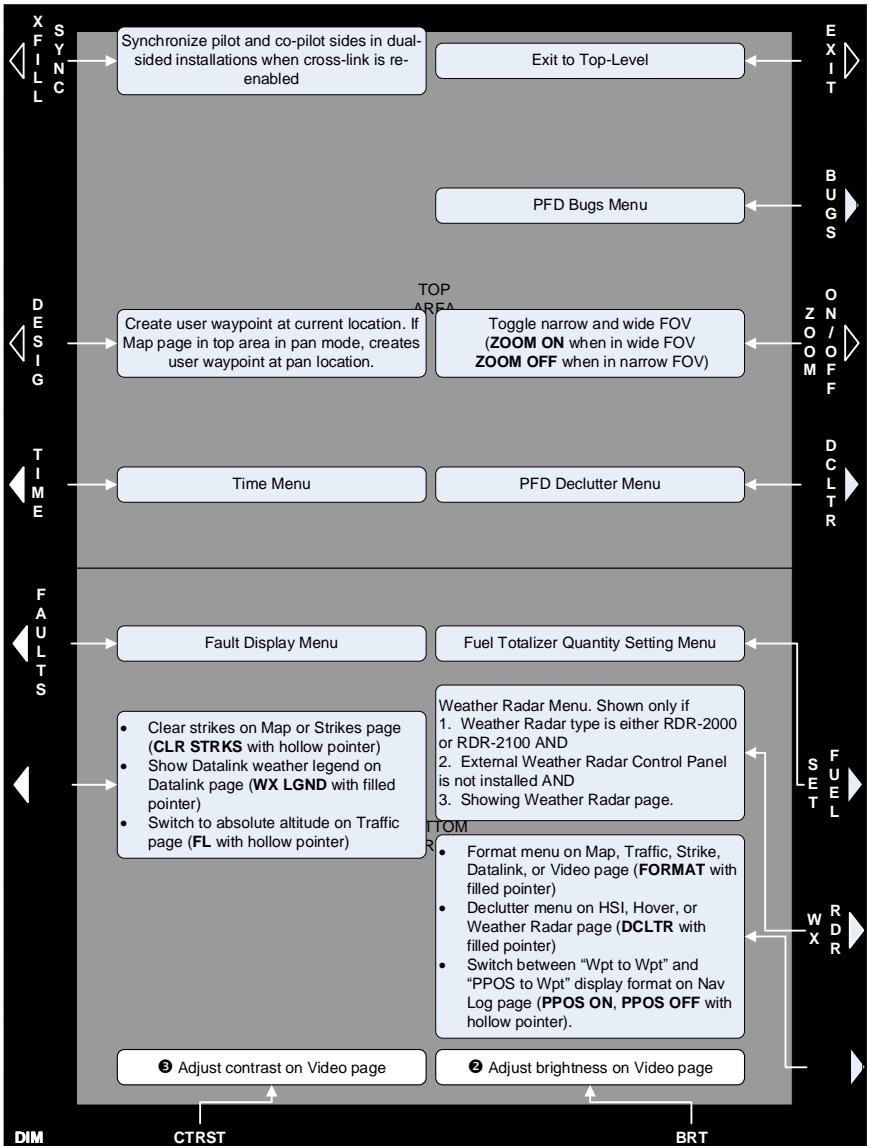 XFILL SYNC
Synchronize pilot and co-pilot sides in dual-
sided installations when cross-link is re-
enabled
Exit to Top-Level
EXIT
PFD Bugs Menu
BUGS
TOP
AREA
DESIG
Create user waypoint at current location. If
Map page in top area in pan mode, creates
user waypoint at pan location.
Toggle narrow and wide FOV
(ZOOM ON when in wide FOV
ZOOM OFF when in narrow FOV)
ZOOM ON/OFF
TIME
Time Menu
PFD Declutter Menu
DCLTR
FAULTS
Fault Display Menu
Fuel Totalizer Quantity Setting Menu
SET FUEL
• Clear strikes on Map or Strikes page
(CLR STRKS with hollow pointer)
• Show Datalink weather legend on
Datalink page (WX LGND with filled
pointer)
• Switch to absolute altitude on Traffic
page (FL with hollow pointer)
Weather Radar Menu. Shown only if
1. Weather Radar type is either RDR-2000
or RDR-2100 AND
2. External Weather Radar Control Panel
is not installed AND
3. Showing Weather Radar page.
WX RDR
TTOM
R
• Format menu on Map, Traffic, Strike,
Datalink, or Video page (FORMAT with
filled pointer)
• Declutter menu on HSI, Hover, or
Weather Radar page (DCLTR with
filled pointer)
• Switch between “Wpt to Wpt” and
“PPOS to Wpt” display format on Nav
Log page (PPOS ON, PPOS OFF with
hollow pointer).
❸ Adjust contrast on Video page
❷ Adjust brightness on Video page
DIM
CTRST
BRT